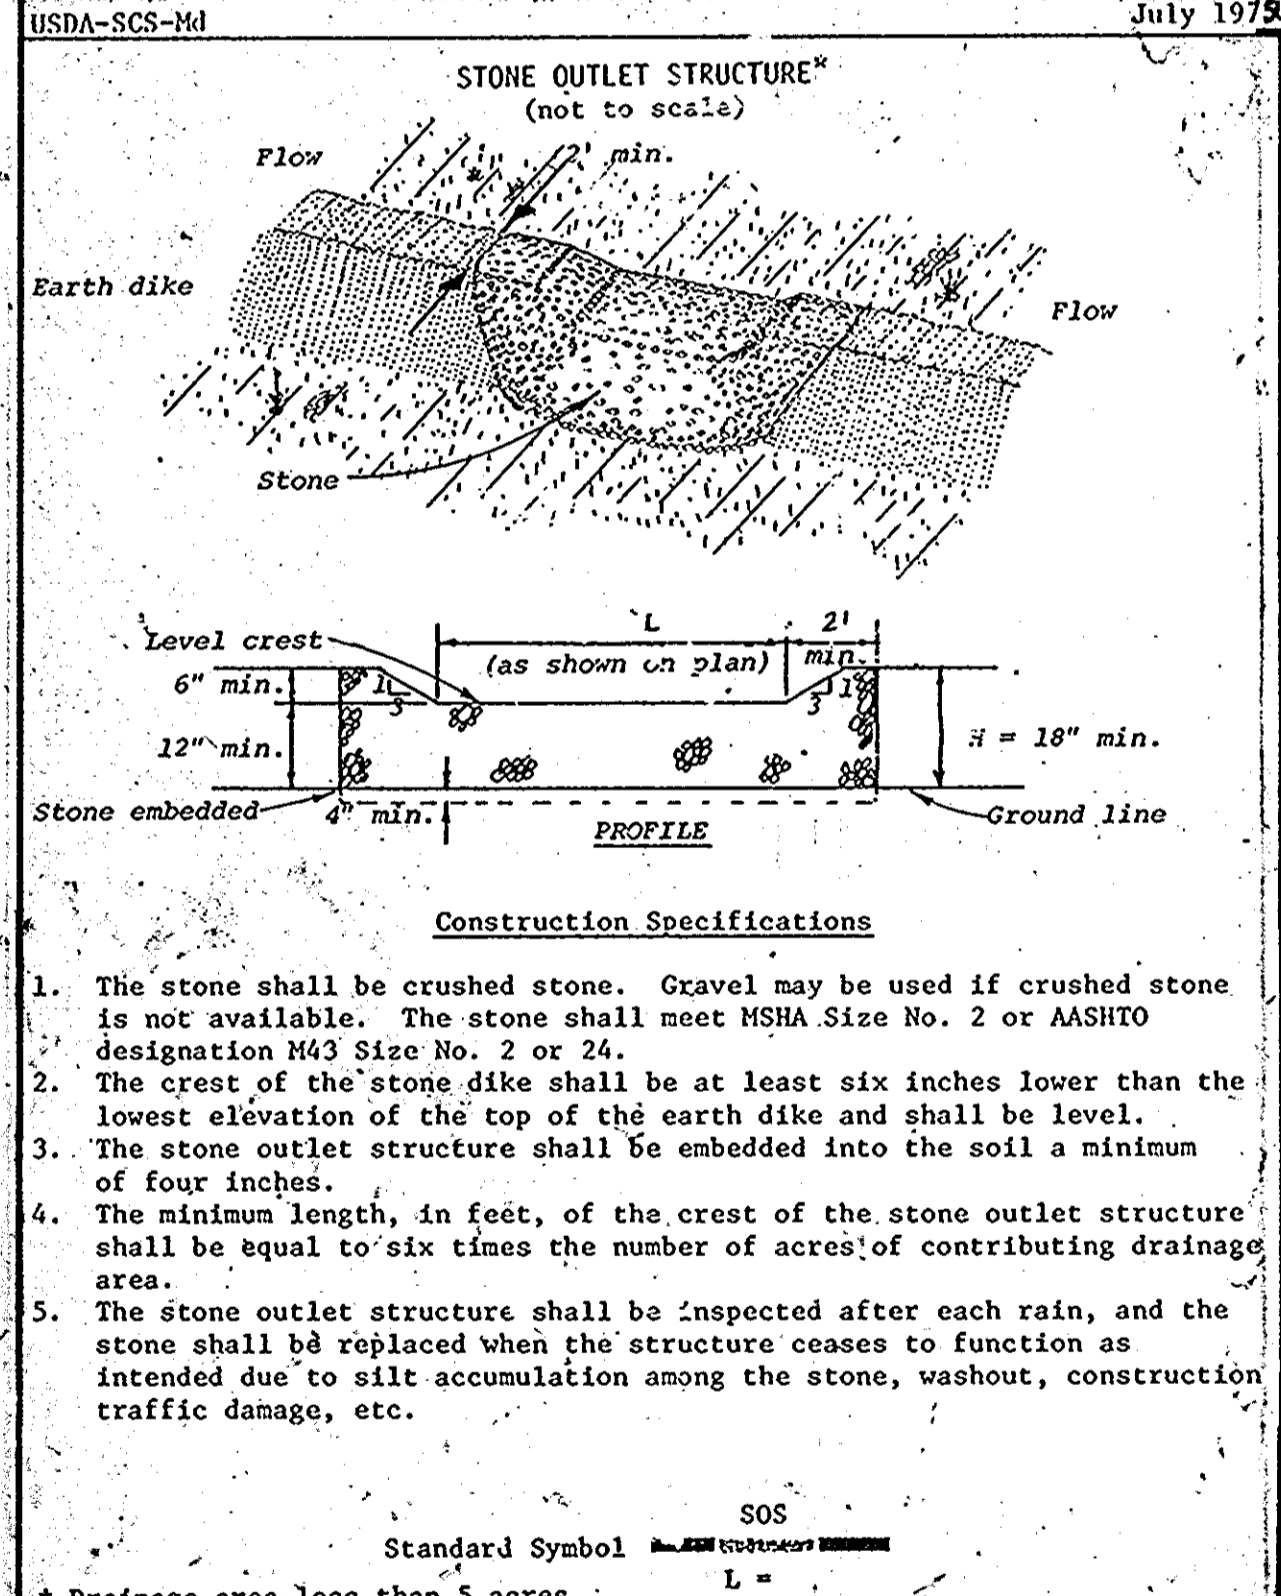 USDA-SCS-Md
July 1975
STONE OUTLET STRUCTURE*
(not to scale)
Flow
2' min.
Earth dike
Flow
Stone
Level crest
L
2'
(as shown on plan)
min.
6" min.
1
3
3
1
12" min.
H = 18" min.
Stone embedded
4" min.
Ground line
PROFILE
Construction Specifications
1. The stone shall be crushed stone. Gravel may be used if crushed stone
is not available. The stone shall meet MSHA Size No. 2 or AASHTO
designation M43 Size No. 2 or 24.
2. The crest of the stone dike shall be at least six inches lower than the
lowest elevation of the top of the earth dike and shall be level.
3. The stone outlet structure shall be embedded into the soil a minimum
of four inches.
4. The minimum length, in feet, of the crest of the stone outlet structure
shall be equal to six times the number of acres of contributing drainage
area.
5. The stone outlet structure shall be inspected after each rain, and the
stone shall be replaced when the structure ceases to function as
intended due to silt accumulation among the stone, washout, construction
traffic damage, etc.
SOS
Standard Symbol
L =
* Drainage area less than 5 acres